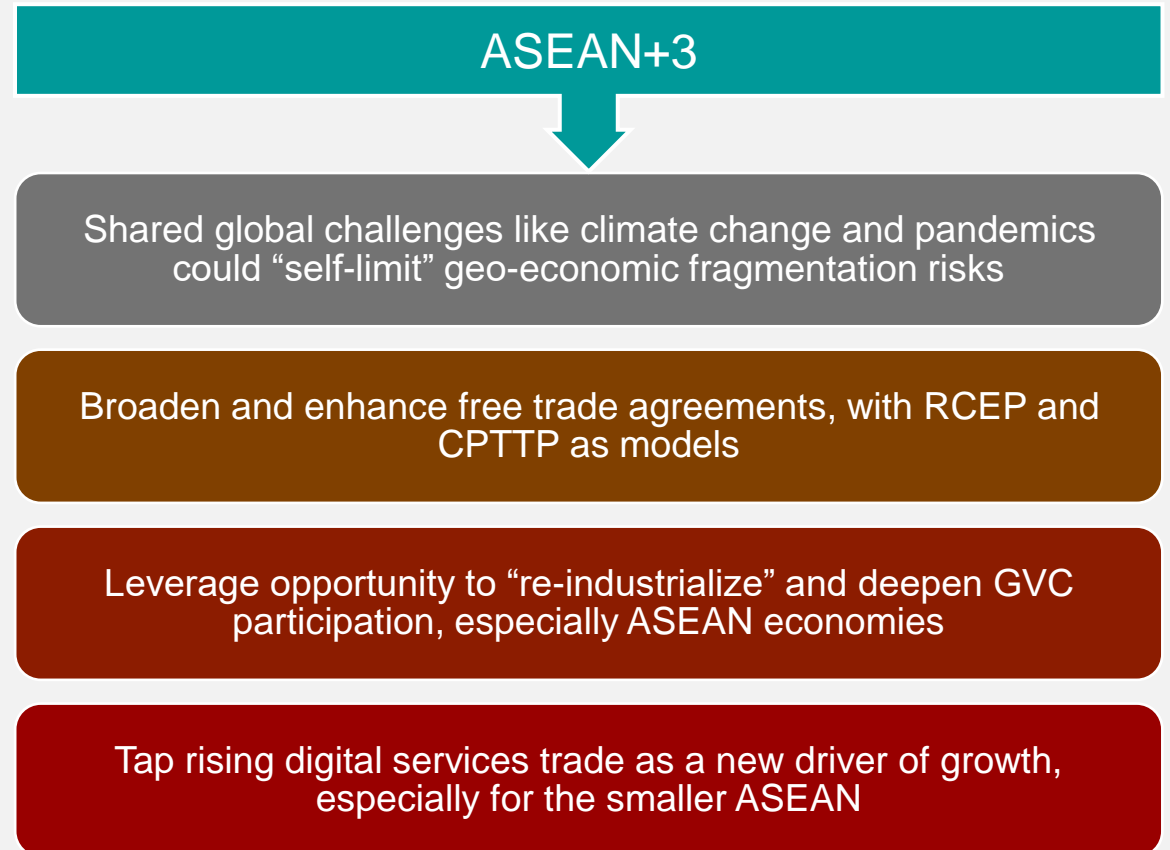 ASEAN+3
Shared global challenges like climate change and pandemics
could “self-limit” geo-economic fragmentation risks
Broaden and enhance free trade agreements, with RCEP and
CPTTP as models
Leverage opportunity to “re-industrialize” and deepen GVC
participation, especially ASEAN economies
Tap rising digital services trade as a new driver of growth,
especially for the smaller ASEAN